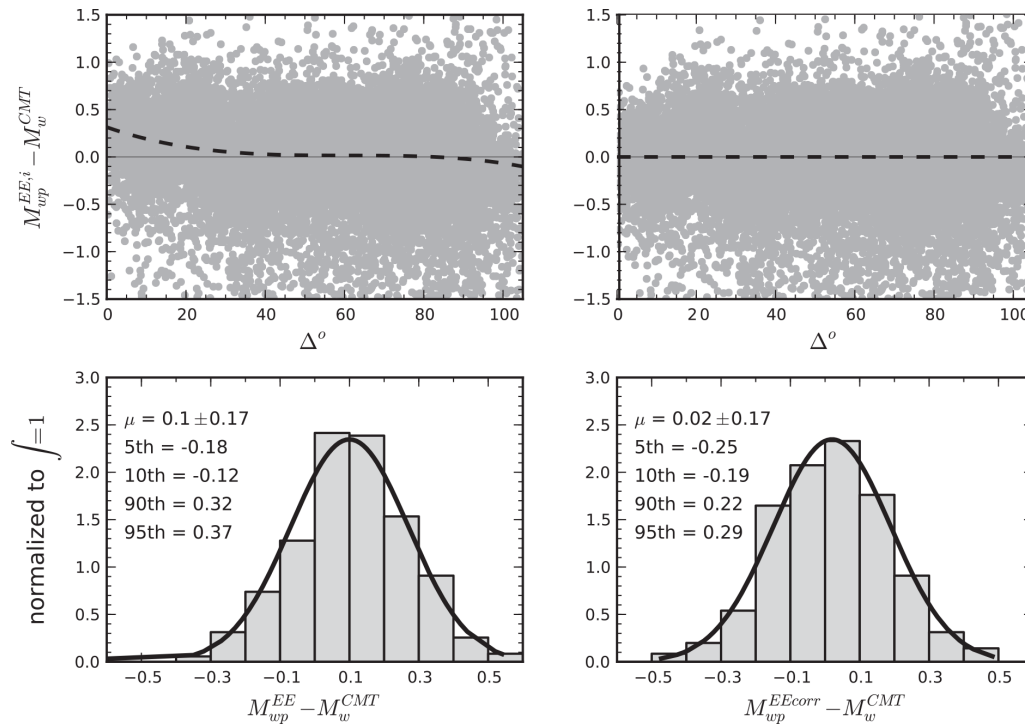 1.5
1.0
0.5
0.0
−0.5
−1.0
−1.5
M_{wp}^{EE,i} − M_w^{CMT}
0 20 40 60 80 100
Δ^o
1.5
1.0
0.5
0.0
−0.5
−1.0
−1.5
0 20 40 60 80 100
Δ^o
3.0
2.5
2.0
1.5
1.0
0.5
0.0
normalized to ∫=1
μ = 0.1 ±0.17
5th = -0.18
10th = -0.12
90th = 0.32
95th = 0.37
−0.5 −0.3 −0.1 0.1 0.3 0.5
M_{wp}^{EE} − M_w^{CMT}
3.0
2.5
2.0
1.5
1.0
0.5
0.0
μ = 0.02 ±0.17
5th = -0.25
10th = -0.19
90th = 0.22
95th = 0.29
−0.5 −0.3 −0.1 0.1 0.3 0.5
M_{wp}^{EEcorr} − M_w^{CMT}